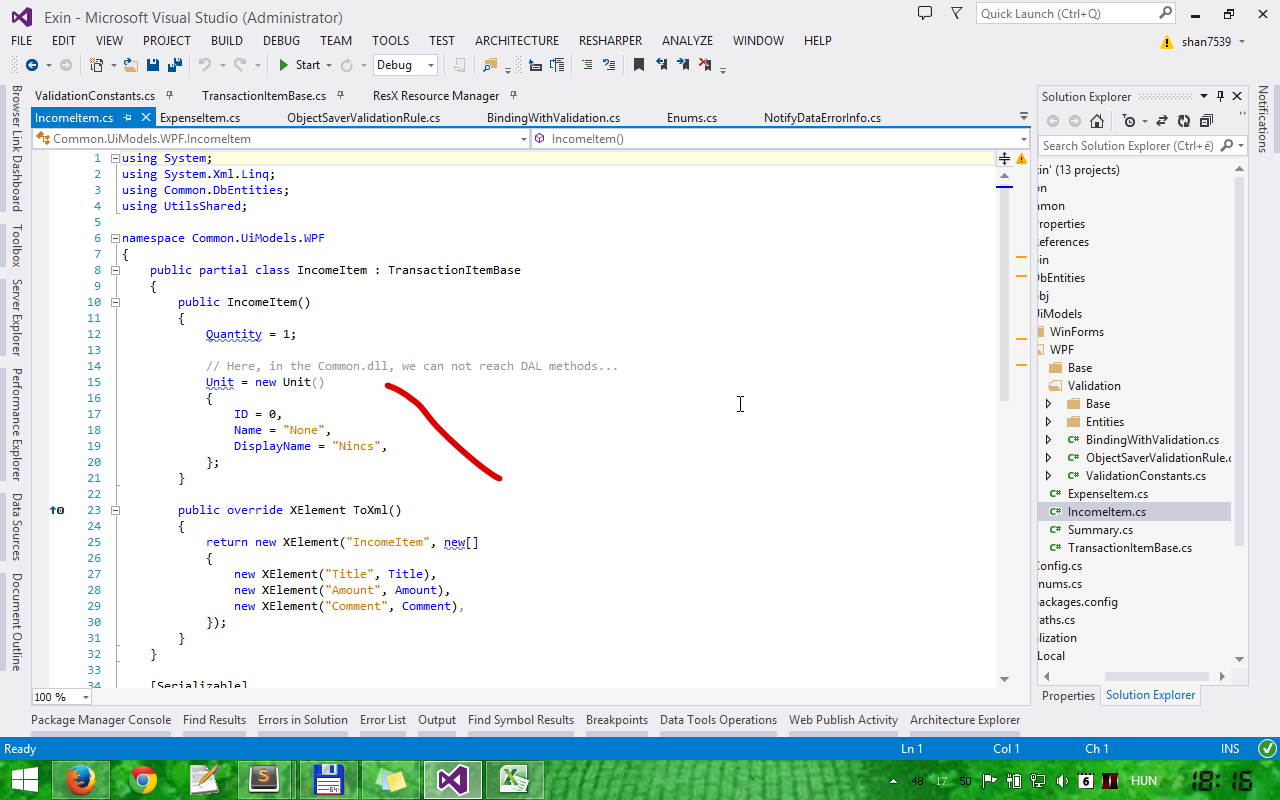 Exin - Microsoft Visual Studio (Administrator)
Quick Launch (Ctrl+Q)
FILE EDIT VIEW PROJECT BUILD DEBUG TEAM TOOLS TEST ARCHITECTURE RESHARPER ANALYZE WINDOW HELP
shan7539
Start Debug
ValidationConstants.cs TransactionItemBase.cs ResX Resource Manager
IncomeItem.cs ExpenseItem.cs ObjectSaverValidationRule.cs BindingWithValidation.cs Enums.cs NotifyDataErrorInfo.cs
Common.UiModels.WPF.IncomeItem IncomeItem()
1 using System;
2 using System.Xml.Linq;
3 using Common.DbEntities;
4 using UtilsShared;
5
6 namespace Common.UiModels.WPF
7 {
8 public partial class IncomeItem : TransactionItemBase
9 {
10 public IncomeItem()
11 {
12 Quantity = 1;
13
14 // Here, in the Common.dll, we can not reach DAL methods...
15 Unit = new Unit()
16 {
17 ID = 0,
18 Name = "None",
19 DisplayName = "Nincs",
20 };
21 }
22
23 public override XElement ToXml()
24 {
25 return new XElement("IncomeItem", new[]
26 {
27 new XElement("Title", Title),
28 new XElement("Amount", Amount),
29 new XElement("Comment", Comment),
30 });
31 }
32 }
33
34 [Serializable]
100 %
Browser Link Dashboard
Toolbox
Server Explorer
Performance Explorer
Data Sources
Document Outline
Solution Explorer
Search Solution Explorer (Ctrl+é)
xin' (13 projects)
on
mmon
roperties
eferences
in
DbEntities
obj
UiModels
WinForms
WPF
Base
Validation
Base
Entities
BindingWithValidation.cs
ObjectSaverValidationRule.c
ValidationConstants.cs
ExpenseItem.cs
IncomeItem.cs
Summary.cs
TransactionItemBase.cs
Config.cs
nums.cs
packages.config
aths.cs
lization
Local
Properties Solution Explorer
Notifications
Package Manager Console Find Results Errors in Solution Error List Output Find Symbol Results Breakpoints Data Tools Operations Web Publish Activity Architecture Explorer
Ready Ln 1 Col 1 Ch 1 INS
48 17 50 6 HUN 18:16